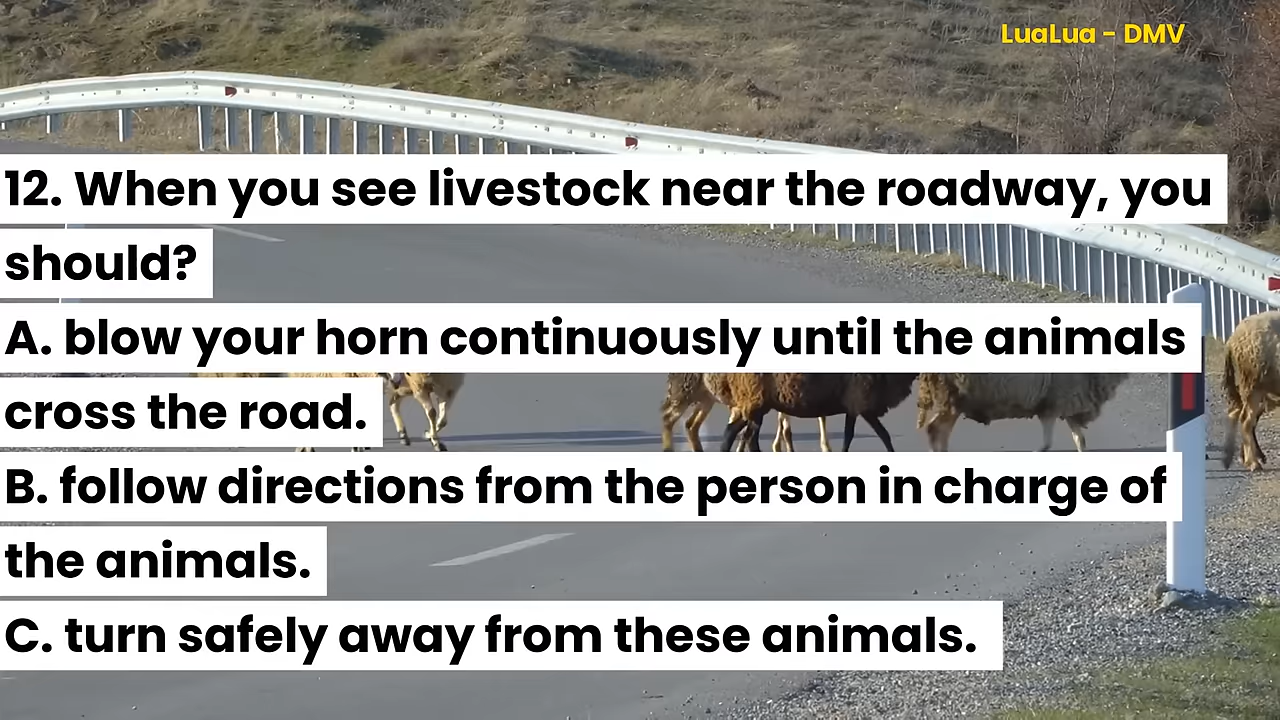 LuaLua - DMV
12. When you see livestock near the roadway, you
should?
A. blow your horn continuously until the animals
cross the road.
B. follow directions from the person in charge of
the animals.
C. turn safely away from these animals.